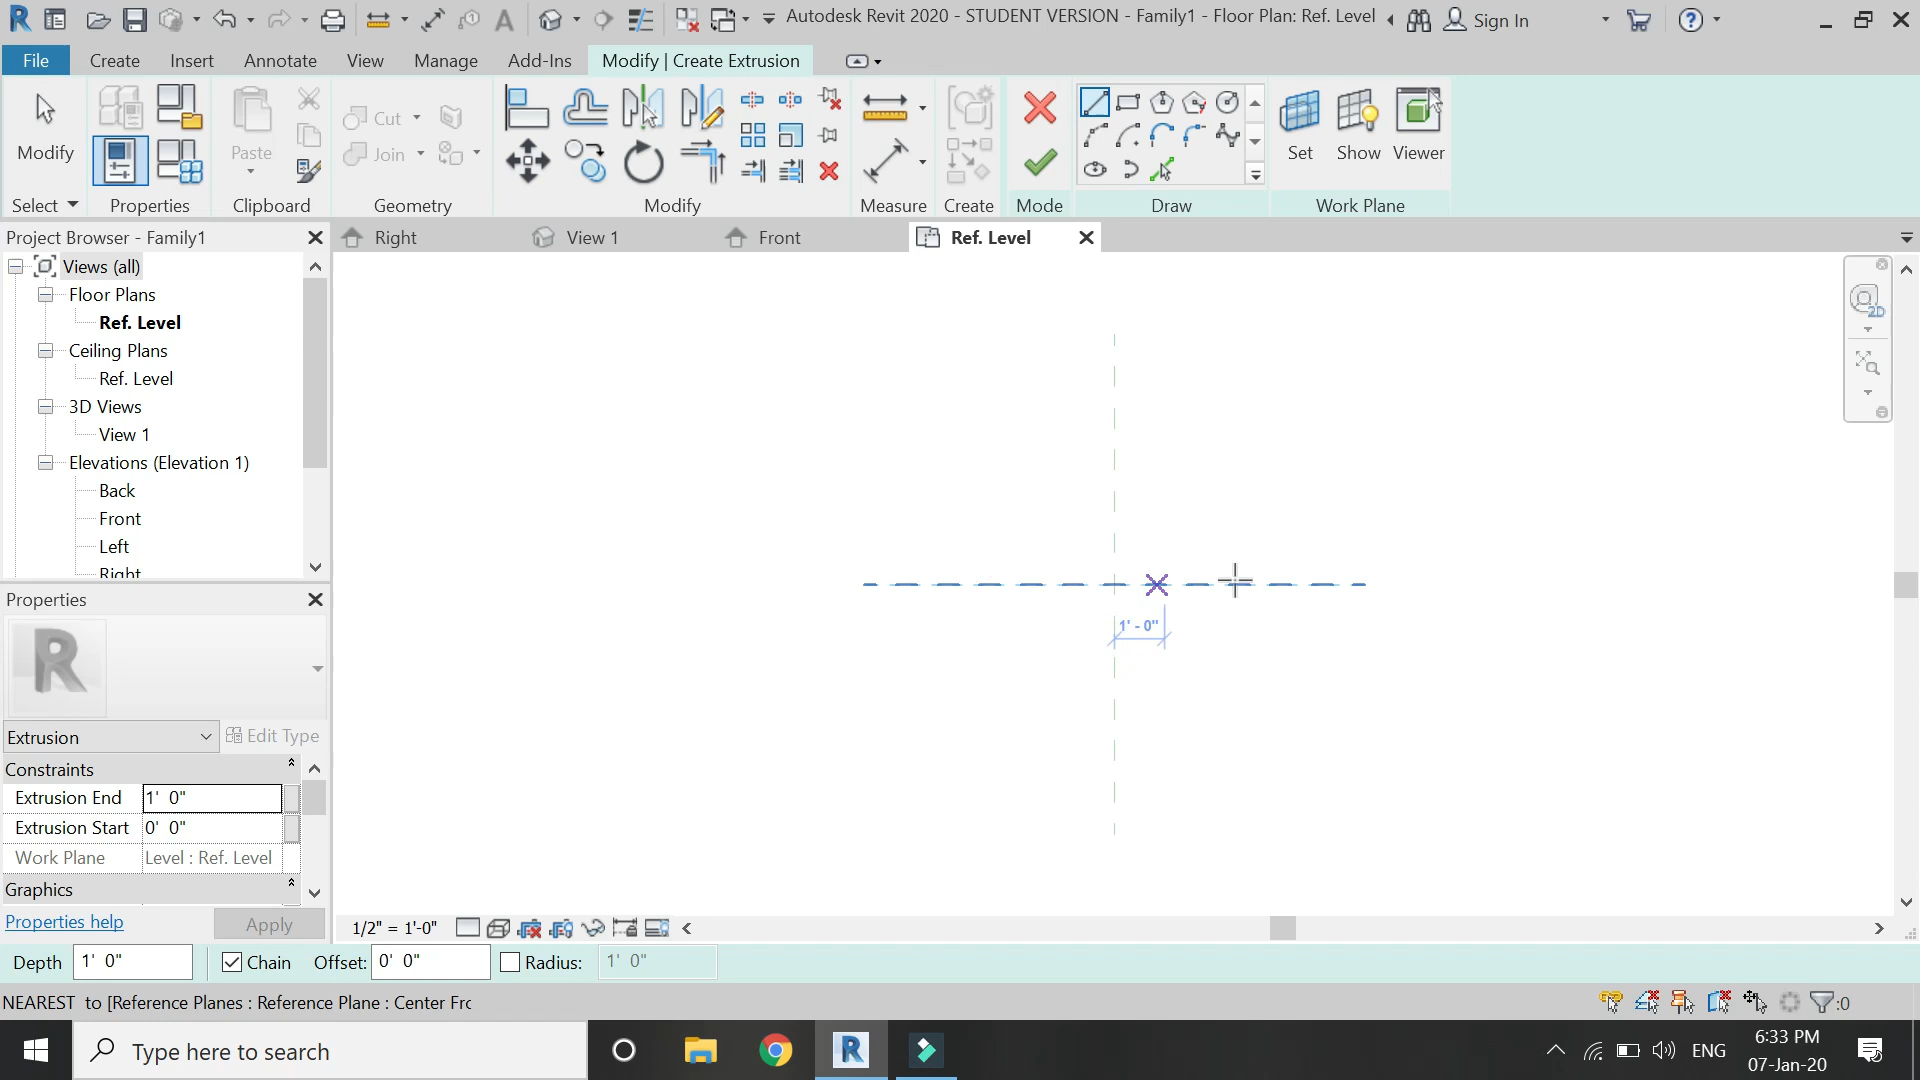 Autodesk Revit 2020 - STUDENT VERSION - Family1 - Floor Plan: Ref. Level
Sign In
File
Create
Insert
Annotate
View
Manage
Add-Ins
Modify | Create Extrusion
Modify
Paste
Cut
Join
Set
Show
Viewer
Select
Properties
Clipboard
Geometry
Modify
Measure
Create
Mode
Draw
Work Plane
Project Browser - Family1
Right
View 1
Front
Ref. Level
Views (all)
Floor Plans
Ref. Level
Ceiling Plans
Ref. Level
3D Views
View 1
Elevations (Elevation 1)
Back
Front
Left
Right
1' - 0"
2D
Properties
Extrusion
Edit Type
Constraints
Extrusion End 1' 0"
Extrusion Start 0' 0"
Work Plane Level : Ref. Level
Graphics
Properties help
Apply
1/2" = 1'-0"
Depth 1' 0"
Chain
Offset: 0' 0"
Radius: 1' 0"
NEAREST to [Reference Planes : Reference Plane : Center Frc
:0
Type here to search
ENG
6:33 PM
07-Jan-20